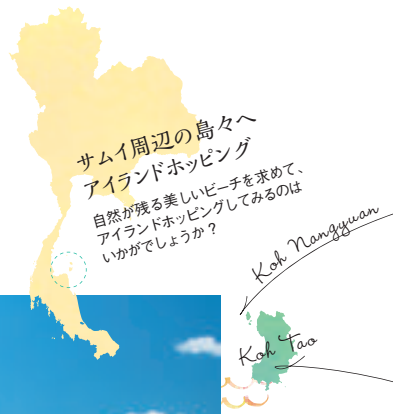 サムイ周辺の島々へ
アイランドホッピング
自然が残る美しいビーチを求めて、
アイランドホッピングしてみるのは
いかがでしょうか？
Koh Nangyuan
Koh Tao